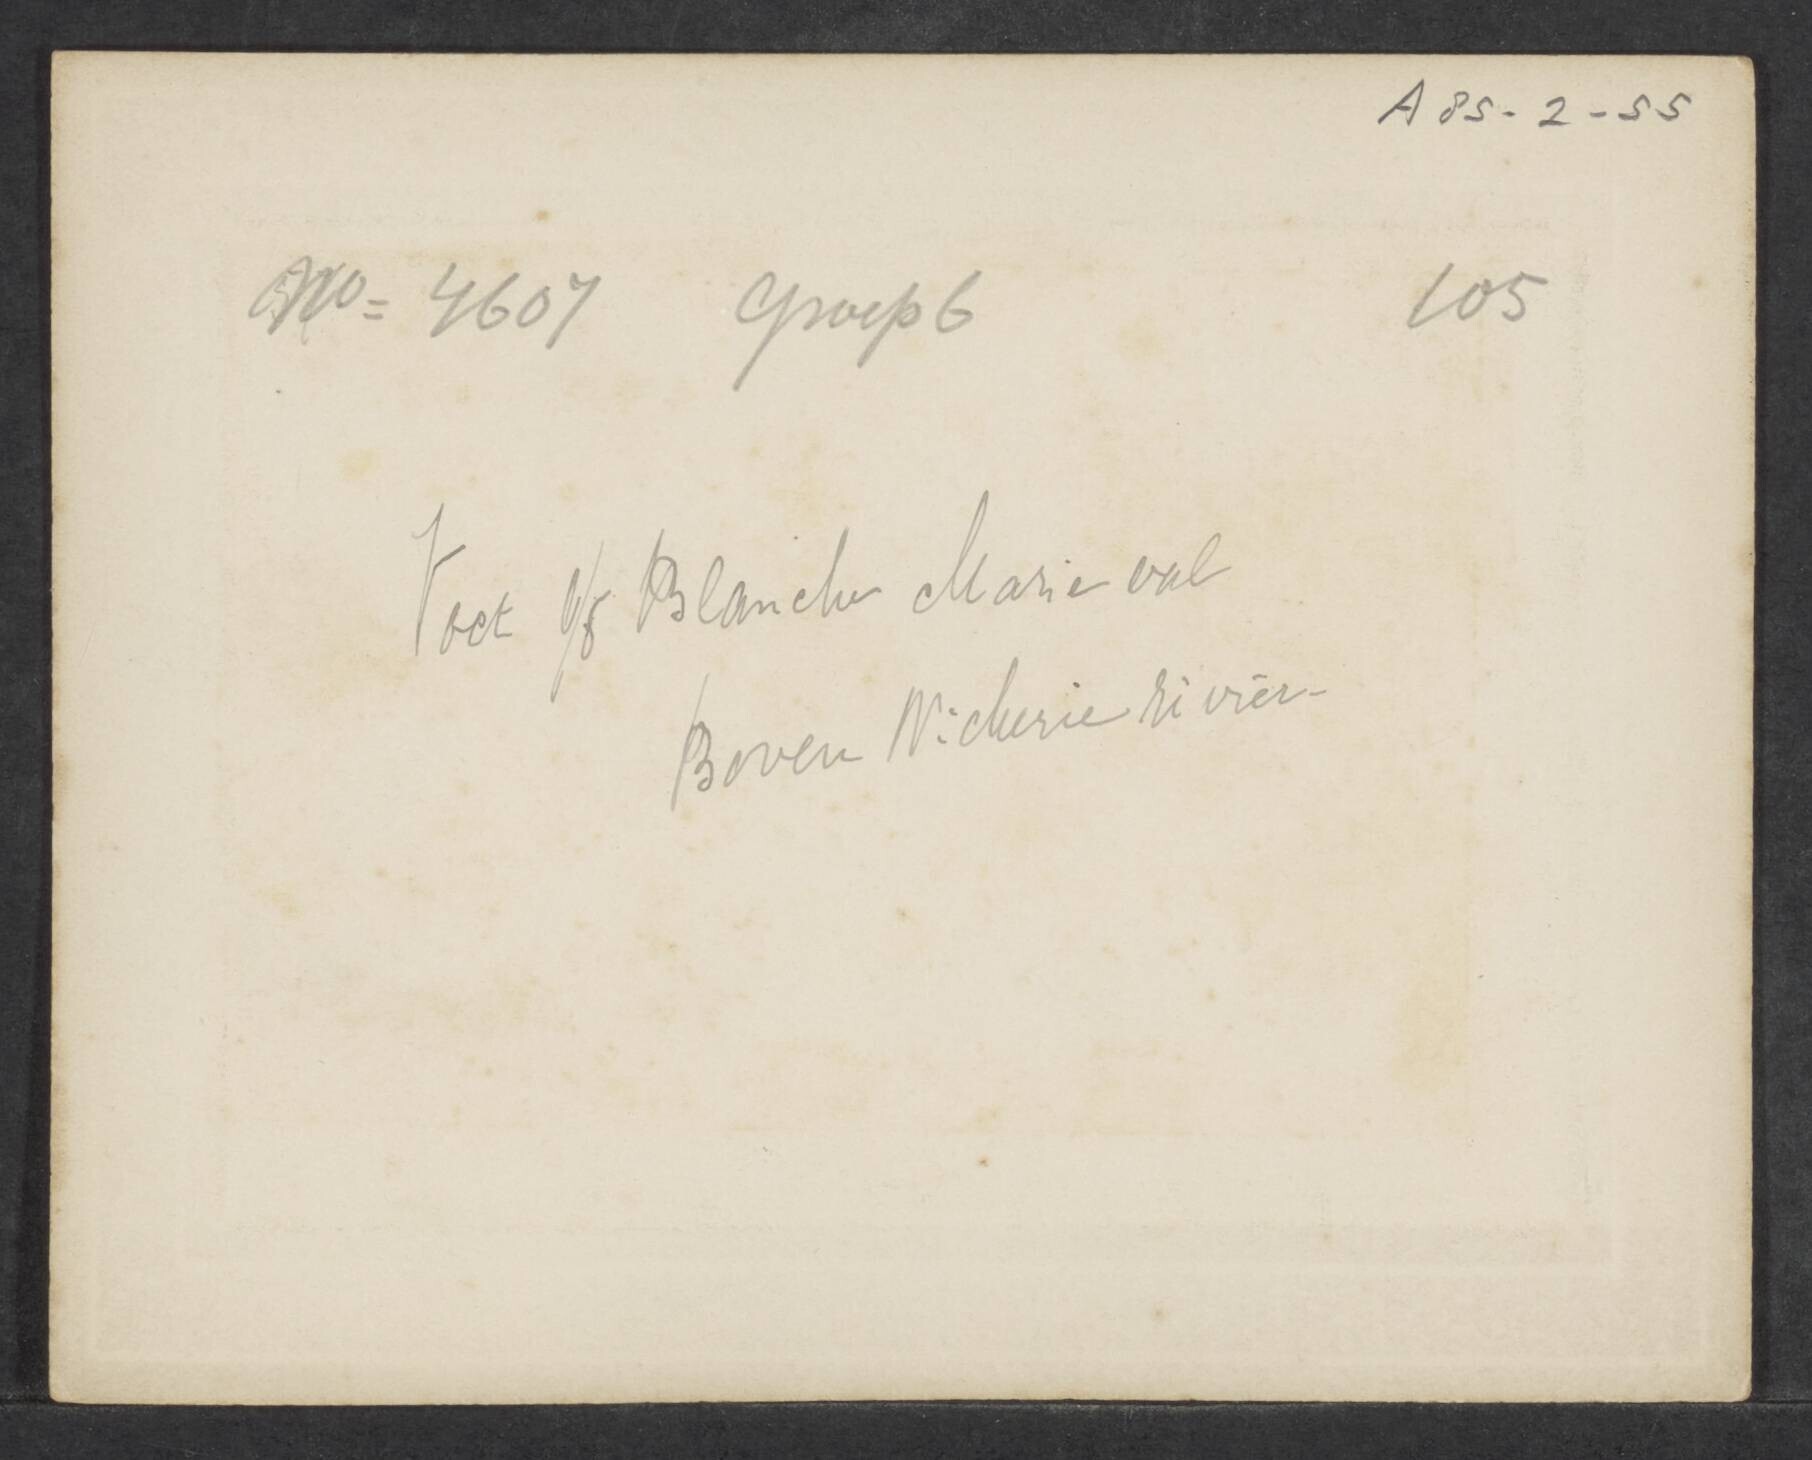 A 85-2-55
No= 4607 Groep 6 105
Voet v/d Blanche Marie val
Boven Nickerie rivier-